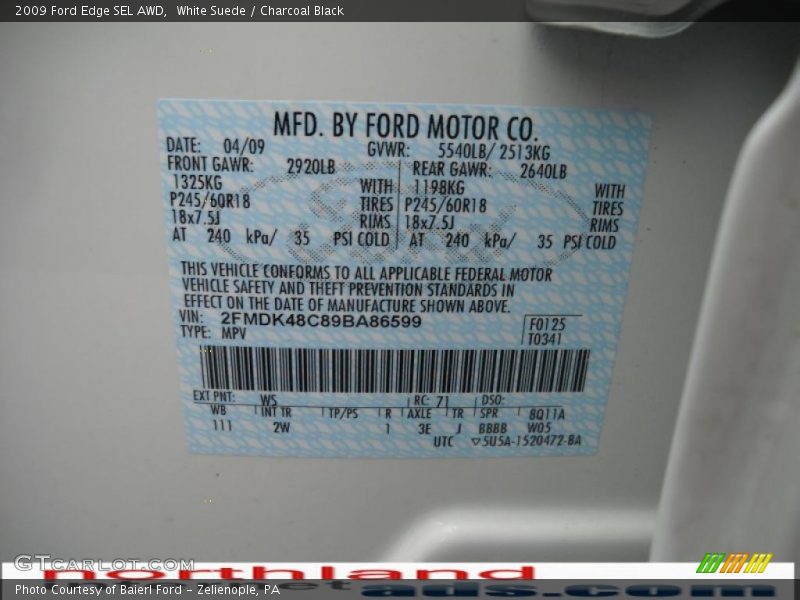 2009 Ford Edge SEL AWD, White Suede / Charcoal Black
MFD. BY FORD MOTOR CO.
DATE: 04/09 GVWR: 5540LB/ 2513KG
FRONT GAWR: 2920LB REAR GAWR: 2640LB
1325KG WITH 1198KG WITH
P245/60R18 TIRES P245/60R18 TIRES
18x7.5J RIMS 18x7.5J RIMS
AT 240 kPa/ 35 PSI COLD AT 240 kPa/ 35 PSI COLD
THIS VEHICLE CONFORMS TO ALL APPLICABLE FEDERAL MOTOR
VEHICLE SAFETY AND THEFT PREVENTION STANDARDS IN
EFFECT ON THE DATE OF MANUFACTURE SHOWN ABOVE.
VIN: 2FMDK48C89BA86599 F0125
TYPE: MPV T0341
EXT PNT: WS RC: 71 DSO:
WB INT TR TP/PS R AXLE TR SPR 8Q11A
111 2W 1 3E J BBBB W05
UTC ▽5U5A-1520472-BA
GTCarLot.com
northland
ads.com
Photo Courtesy of Baierl Ford – Zelienople, PA